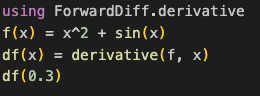 using ForwardDiff.derivative
f(x) = x^2 + sin(x)
df(x) = derivative(f, x)
df(0.3)